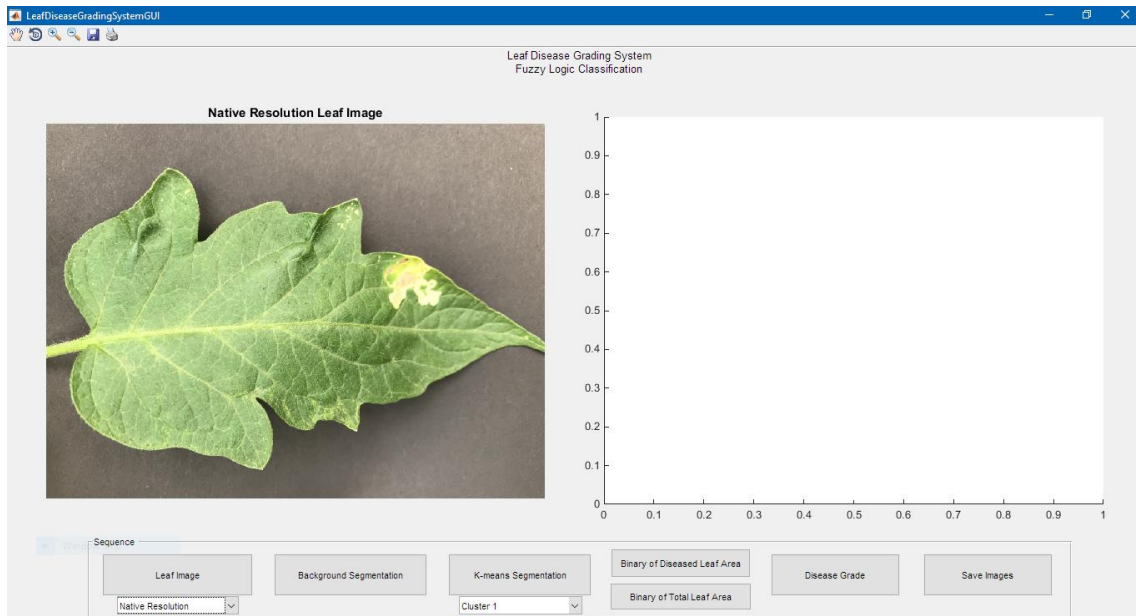 LeafDiseaseGradingSystemGUI
Leaf Disease Grading System
Fuzzy Logic Classification
Native Resolution Leaf Image
1
0.9
0.8
0.7
0.6
0.5
0.4
0.3
0.2
0.1
0
0 0.1 0.2 0.3 0.4 0.5 0.6 0.7 0.8 0.9 1
Sequence
Leaf Image
Native Resolution
Background Segmentation
K-means Segmentation
Cluster 1
Binary of Diseased Leaf Area
Binary of Total Leaf Area
Disease Grade
Save Images